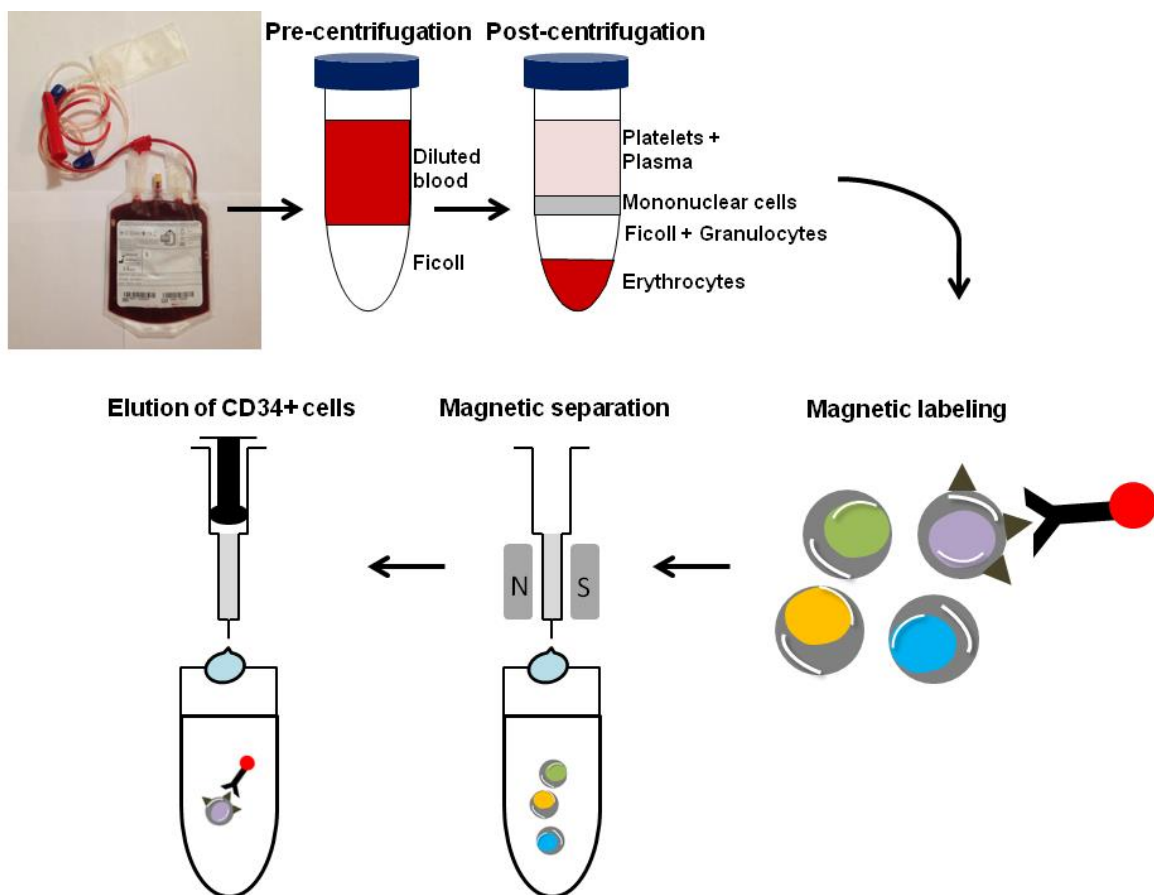 Pre-centrifugation
Post-centrifugation
Diluted
blood
Ficoll
Platelets +
Plasma
Mononuclear cells
Ficoll + Granulocytes
Erythrocytes
Elution of CD34+ cells
Magnetic separation
Magnetic labeling
N
S